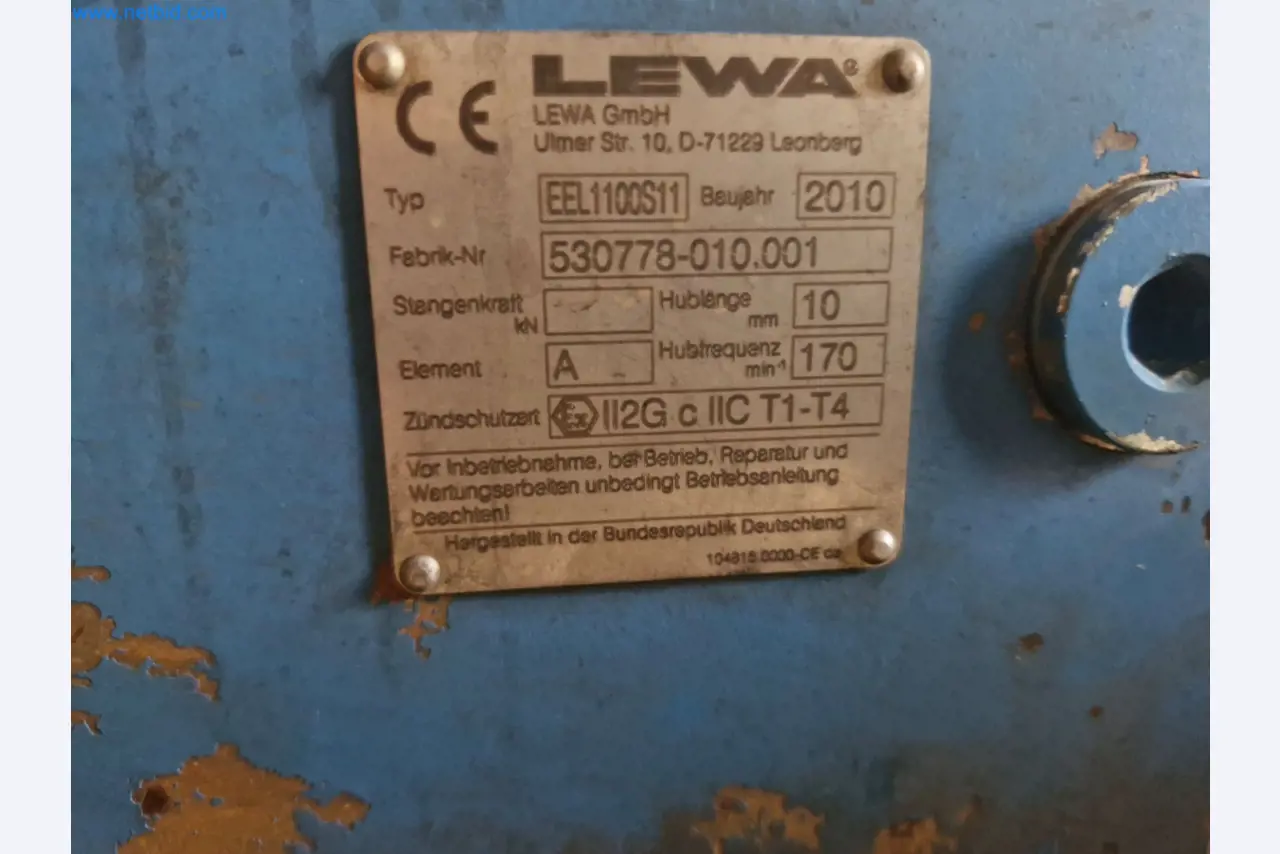 www.netbid.com
LEWA®
CE
LEWA GmbH
Ulmer Str. 10, D-71229 Leonberg
Typ EEL1100S11 Baujahr 2010
Fabrik-Nr 530778-010.001
Stangenkraft kN - Hublänge mm 10
Element A Hubfrequenz min-1 170
Zündschutzart Ex II2G c IIC T1-T4
Vor Inbetriebnahme, bei Betrieb, Reparatur und
Wartungsarbeiten unbedingt Betriebsanleitung
beachten!
Hergestellt in der Bundesrepublik Deutschland